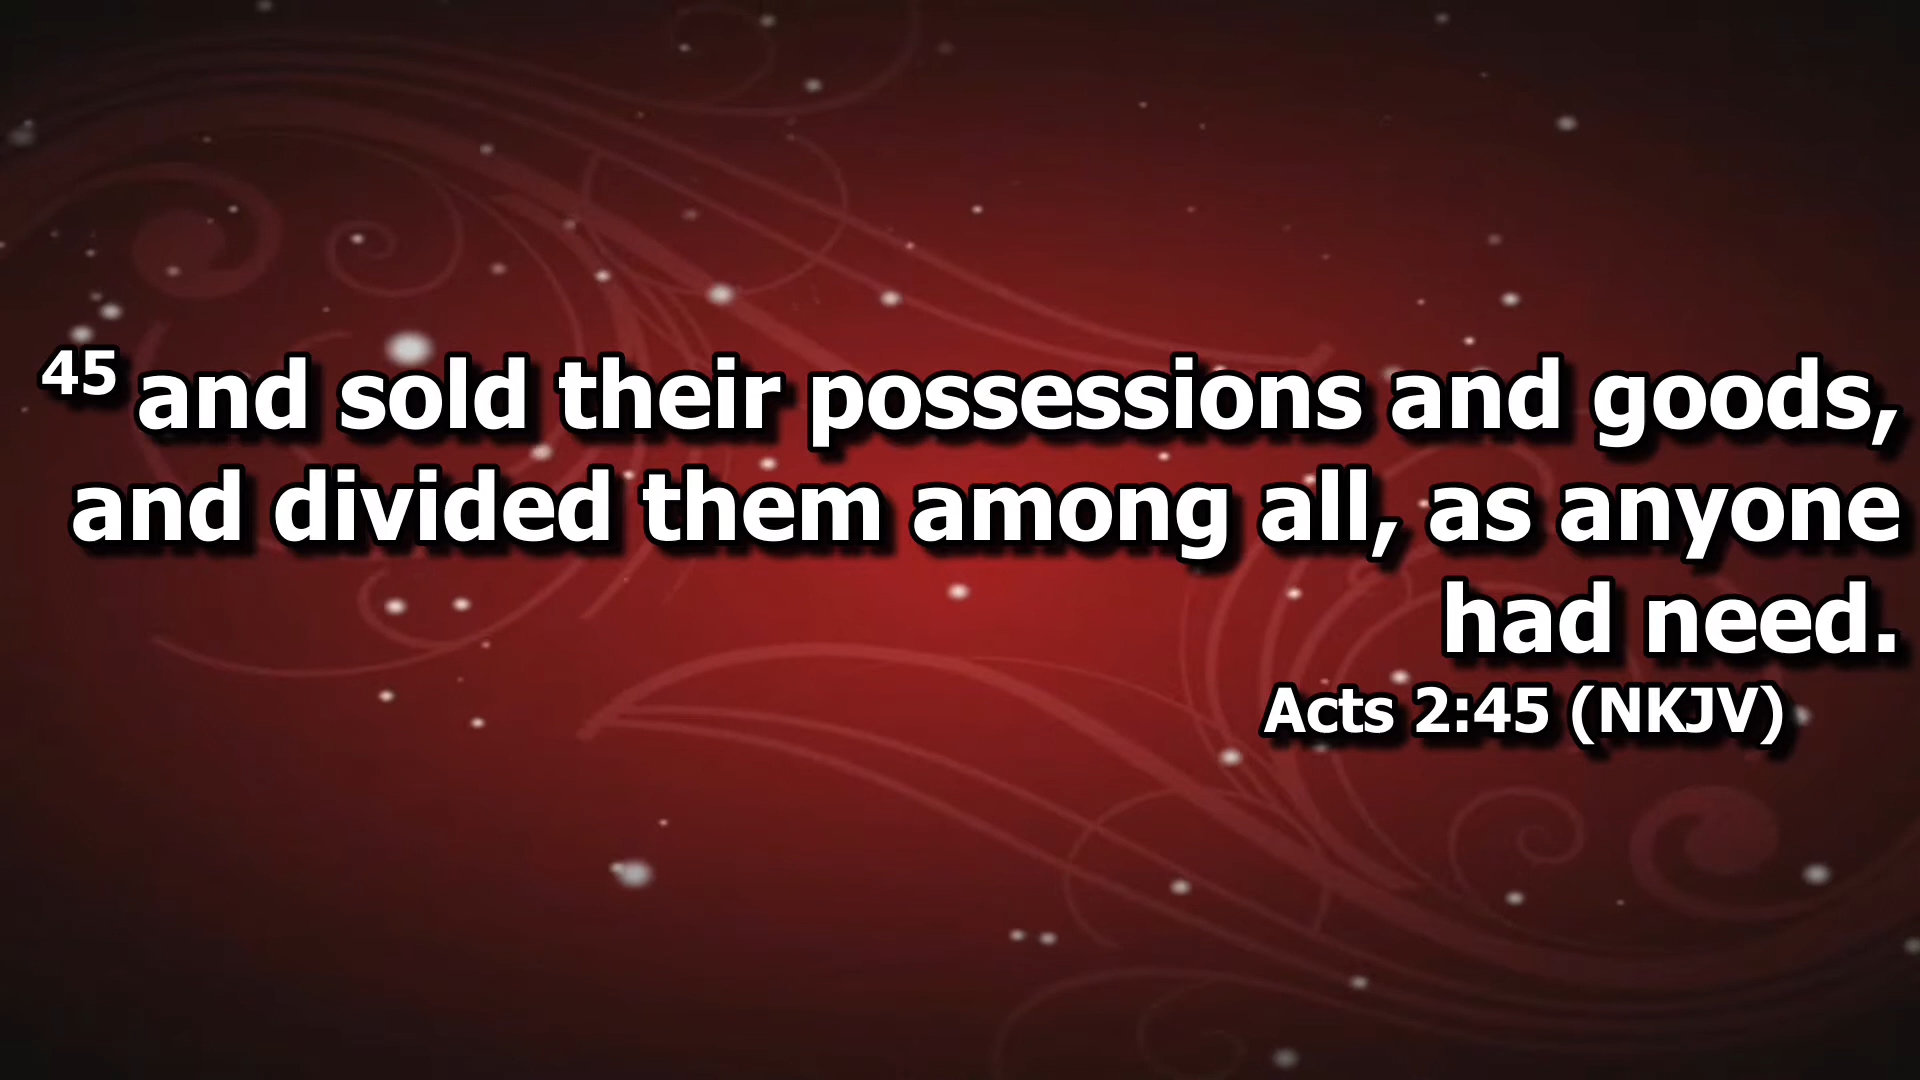 45 and sold their possessions and goods,
and divided them among all, as anyone
had need.
Acts 2:45 (NKJV)